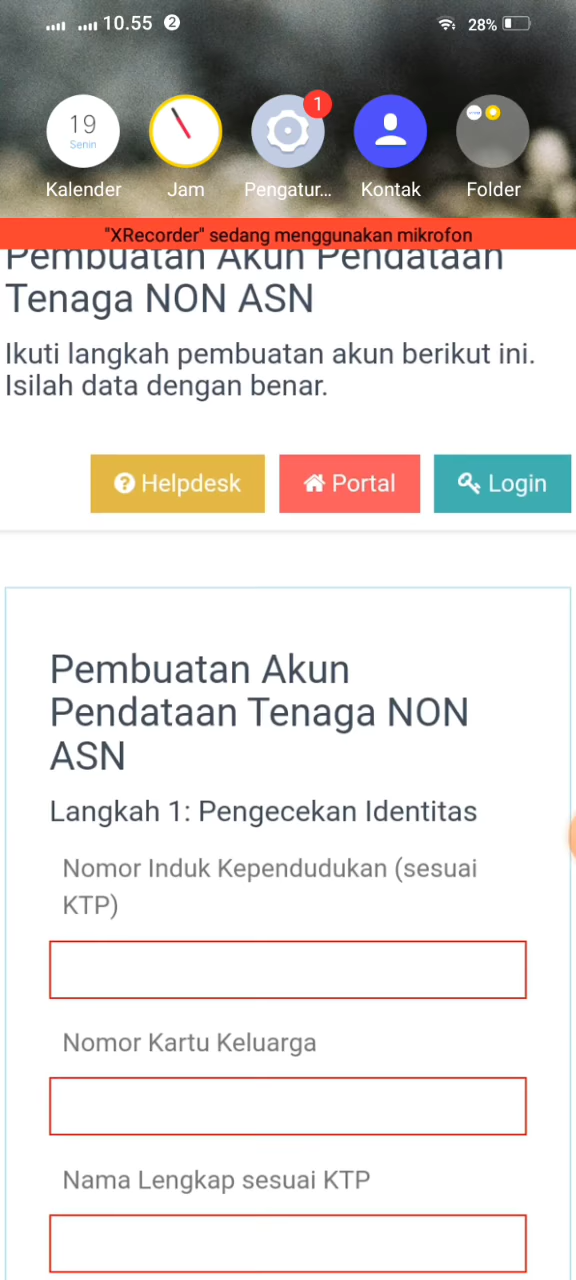 10.55 2 28%
19
Senin
1
Kalender Jam Pengatur... Kontak Folder
"XRecorder" sedang menggunakan mikrofon
Pembuatan Akun Pendataan
Tenaga NON ASN
Ikuti langkah pembuatan akun berikut ini.
Isilah data dengan benar.
Helpdesk Portal Login
Pembuatan Akun
Pendataan Tenaga NON
ASN
Langkah 1: Pengecekan Identitas
Nomor Induk Kependudukan (sesuai
KTP)
Nomor Kartu Keluarga
Nama Lengkap sesuai KTP